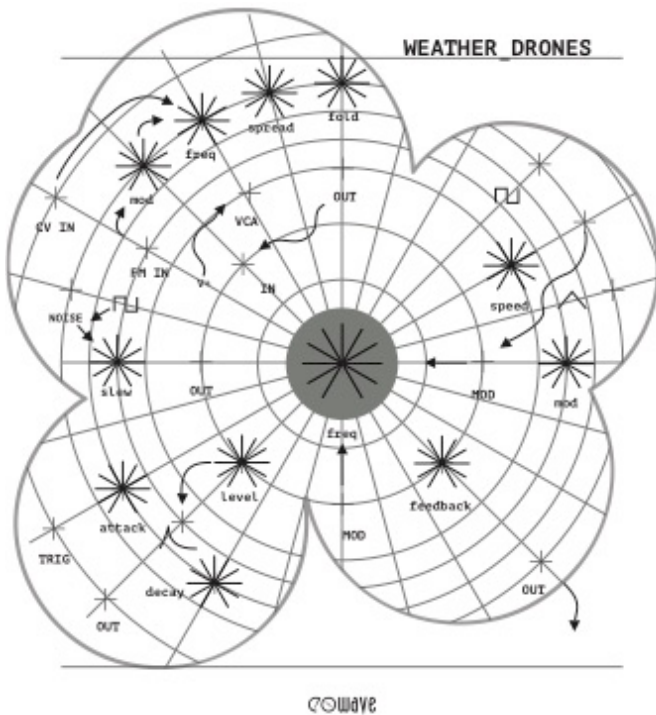 WEATHER_DRONES
fold
spread
freq
mod
OUT
VCA
CV IN
FM IN
V-
IN
speed
NOISE
slew
OUT
MOD
mod
freq
level
feedback
attack
MOD
TRIG
decay
OUT
OUT
COWAVE